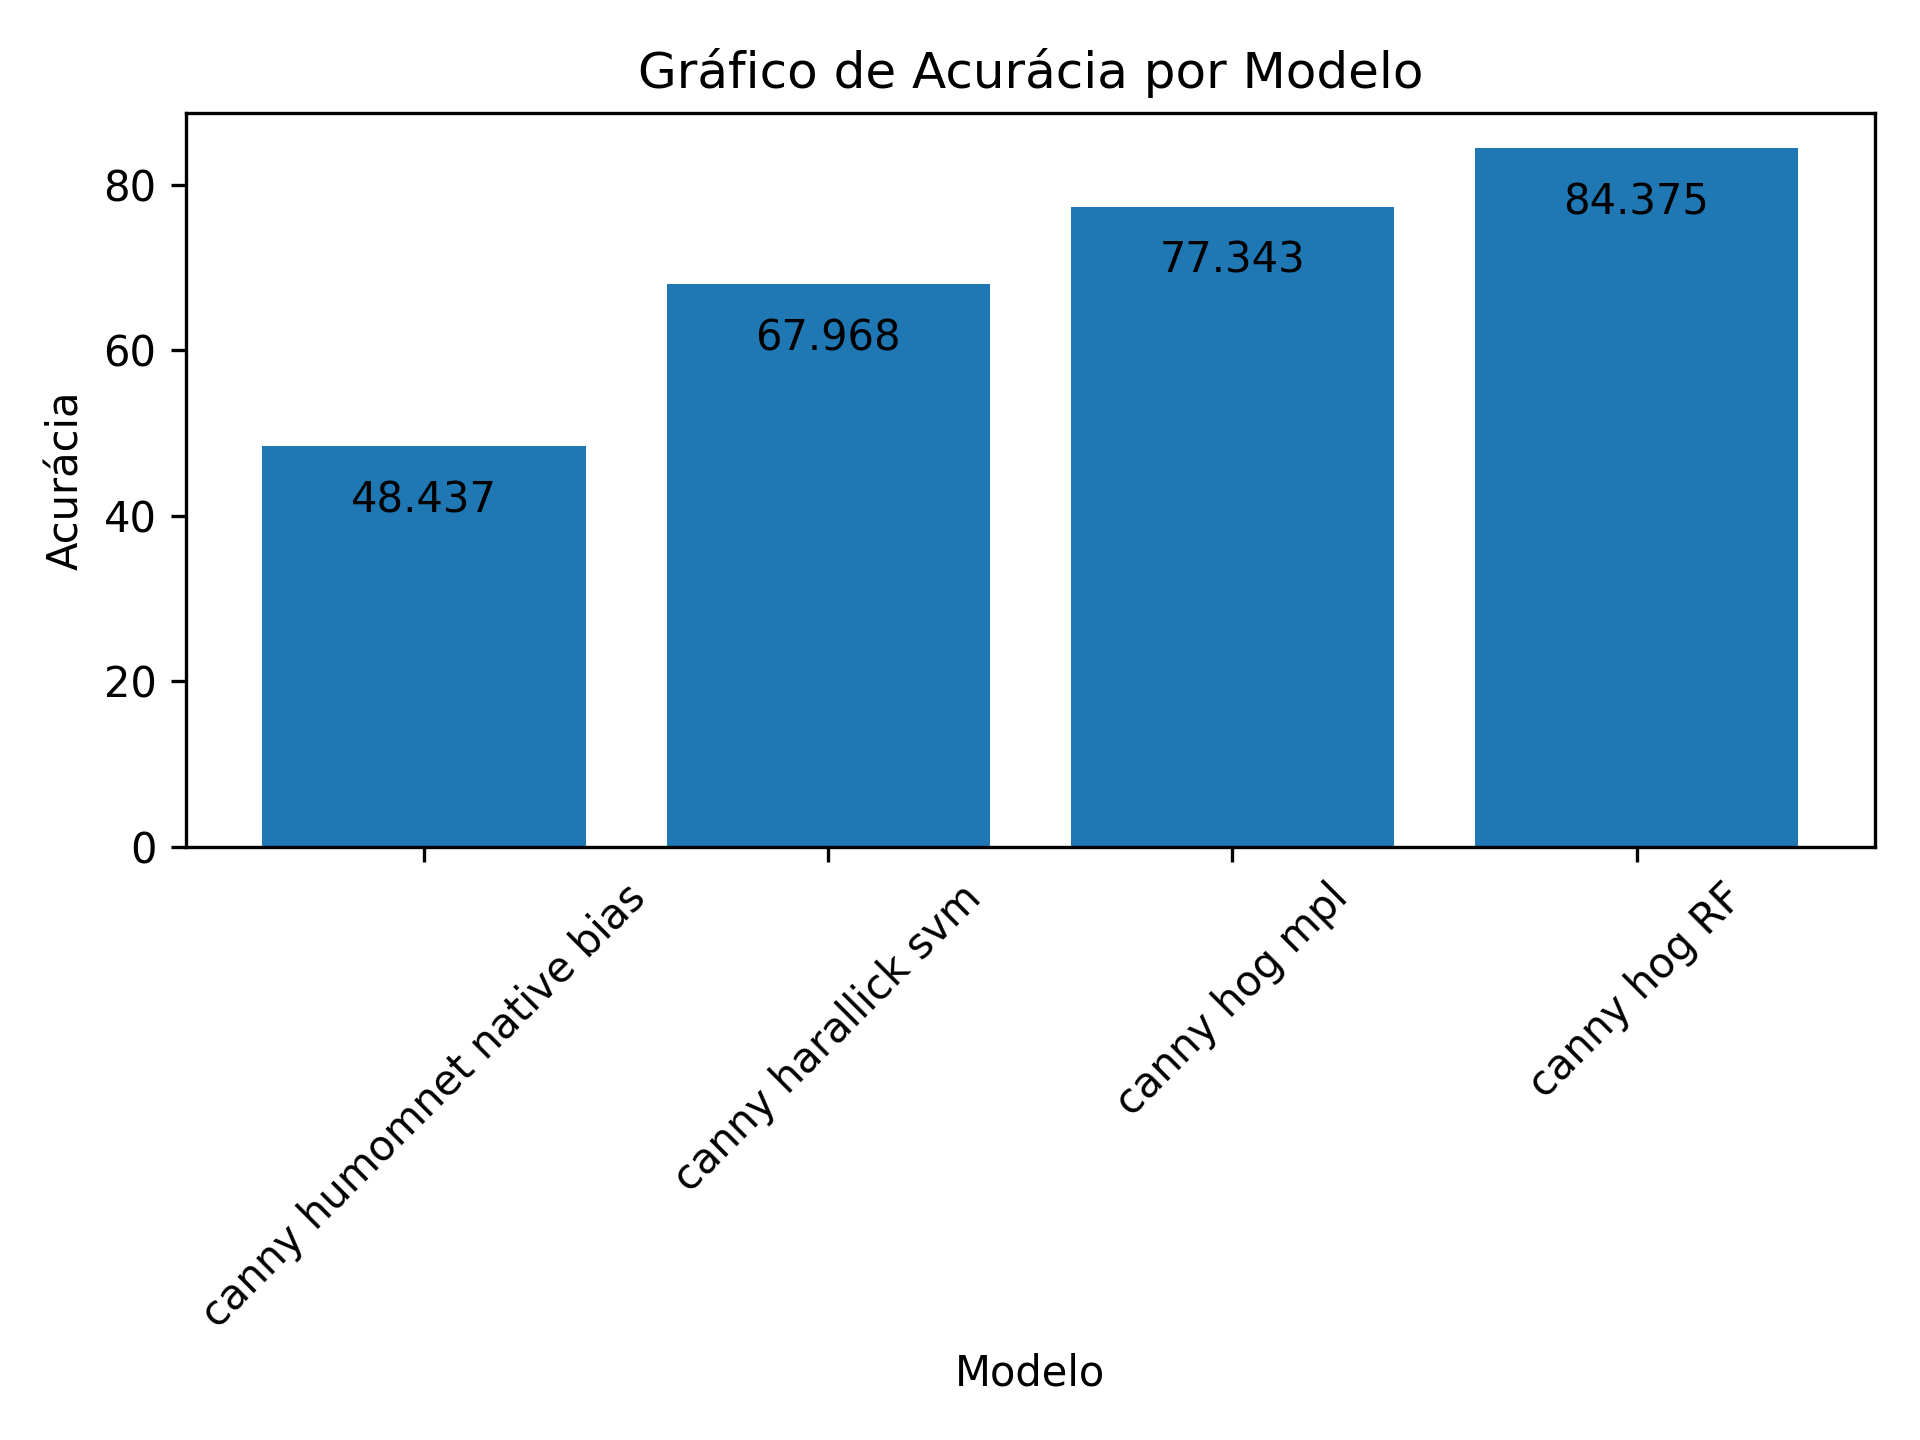 Gráfico de Acurácia por Modelo
Acurácia
80
60
40
20
0
48.437
67.968
77.343
84.375
canny humomnet native bias
canny harallick svm
canny hog mpl
canny hog RF
Modelo